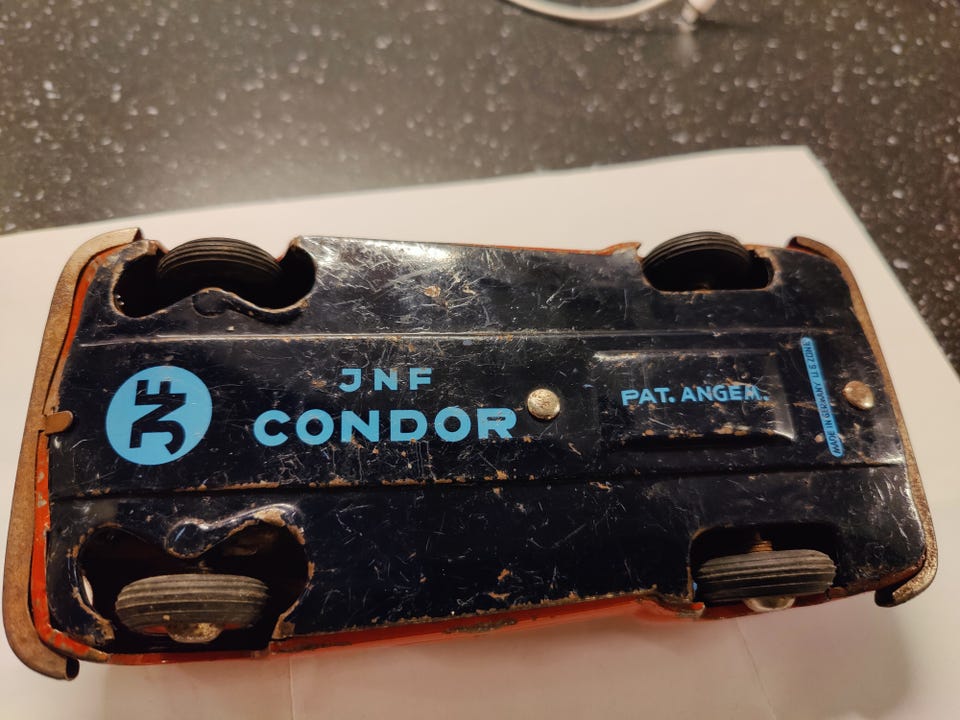 JNF
JNF
CONDOR
PAT. ANGEM.
MADE IN GERMANY U.S ZONE